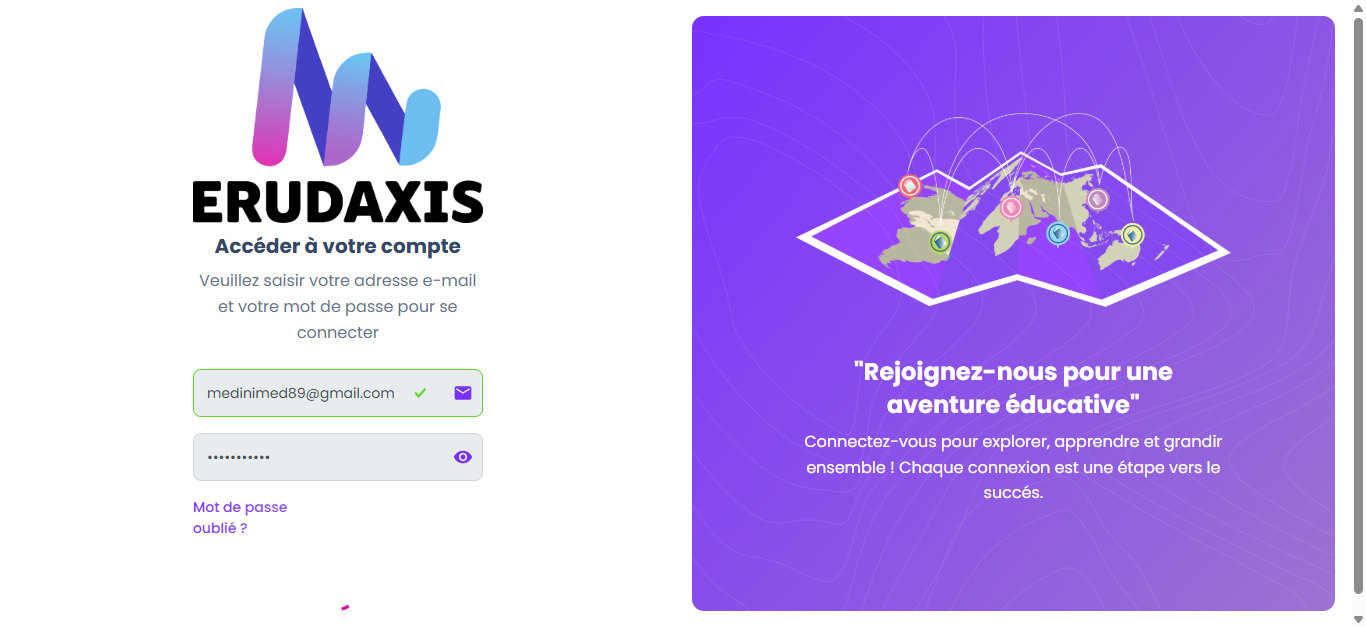 ERUDAXIS
Accéder à votre compte
Veuillez saisir votre adresse e-mail
et votre mot de passe pour se
connecter
medinimed89@gmail.com
•••••••••••
Mot de passe
oublié ?
"Rejoignez-nous pour une
aventure éducative"
Connectez-vous pour explorer, apprendre et grandir
ensemble ! Chaque connexion est une étape vers le
succés.